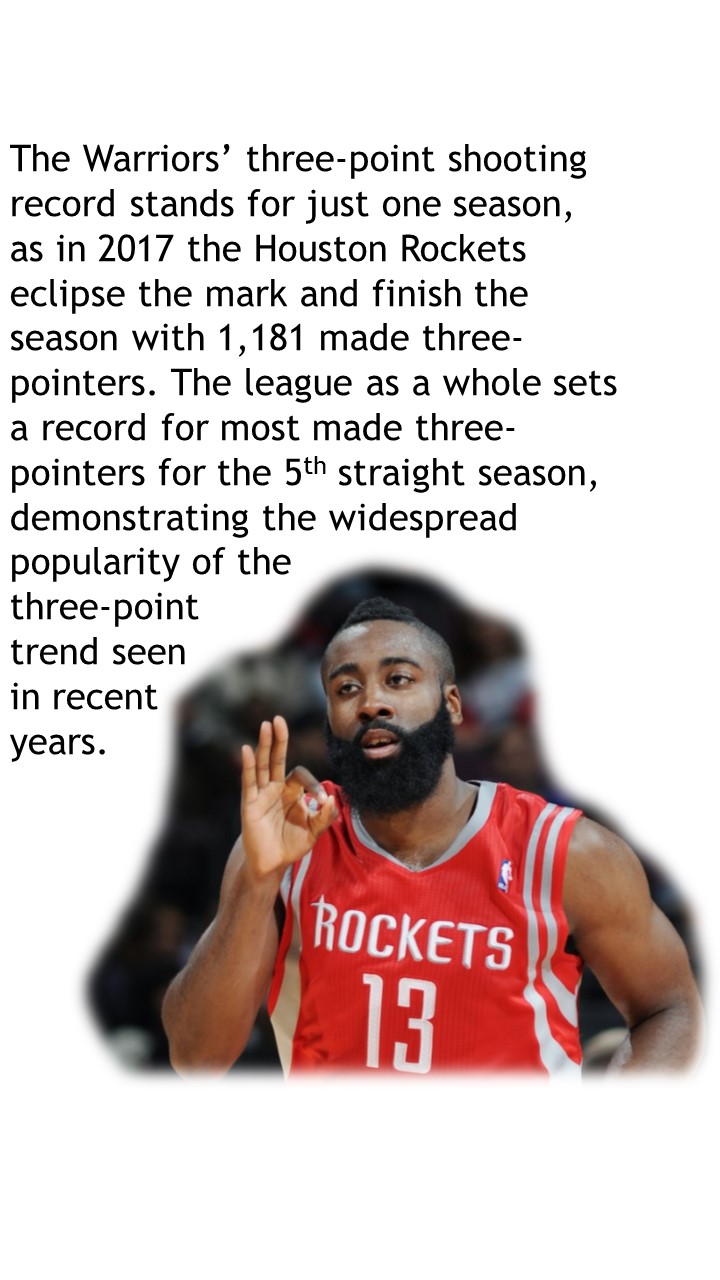 The Warriors’ three-point shooting
record stands for just one season,
as in 2017 the Houston Rockets
eclipse the mark and finish the
season with 1,181 made three-
pointers. The league as a whole sets
a record for most made three-
pointers for the 5th straight season,
demonstrating the widespread
popularity of the
three-point
trend seen
in recent
years.
ROCKETS
13